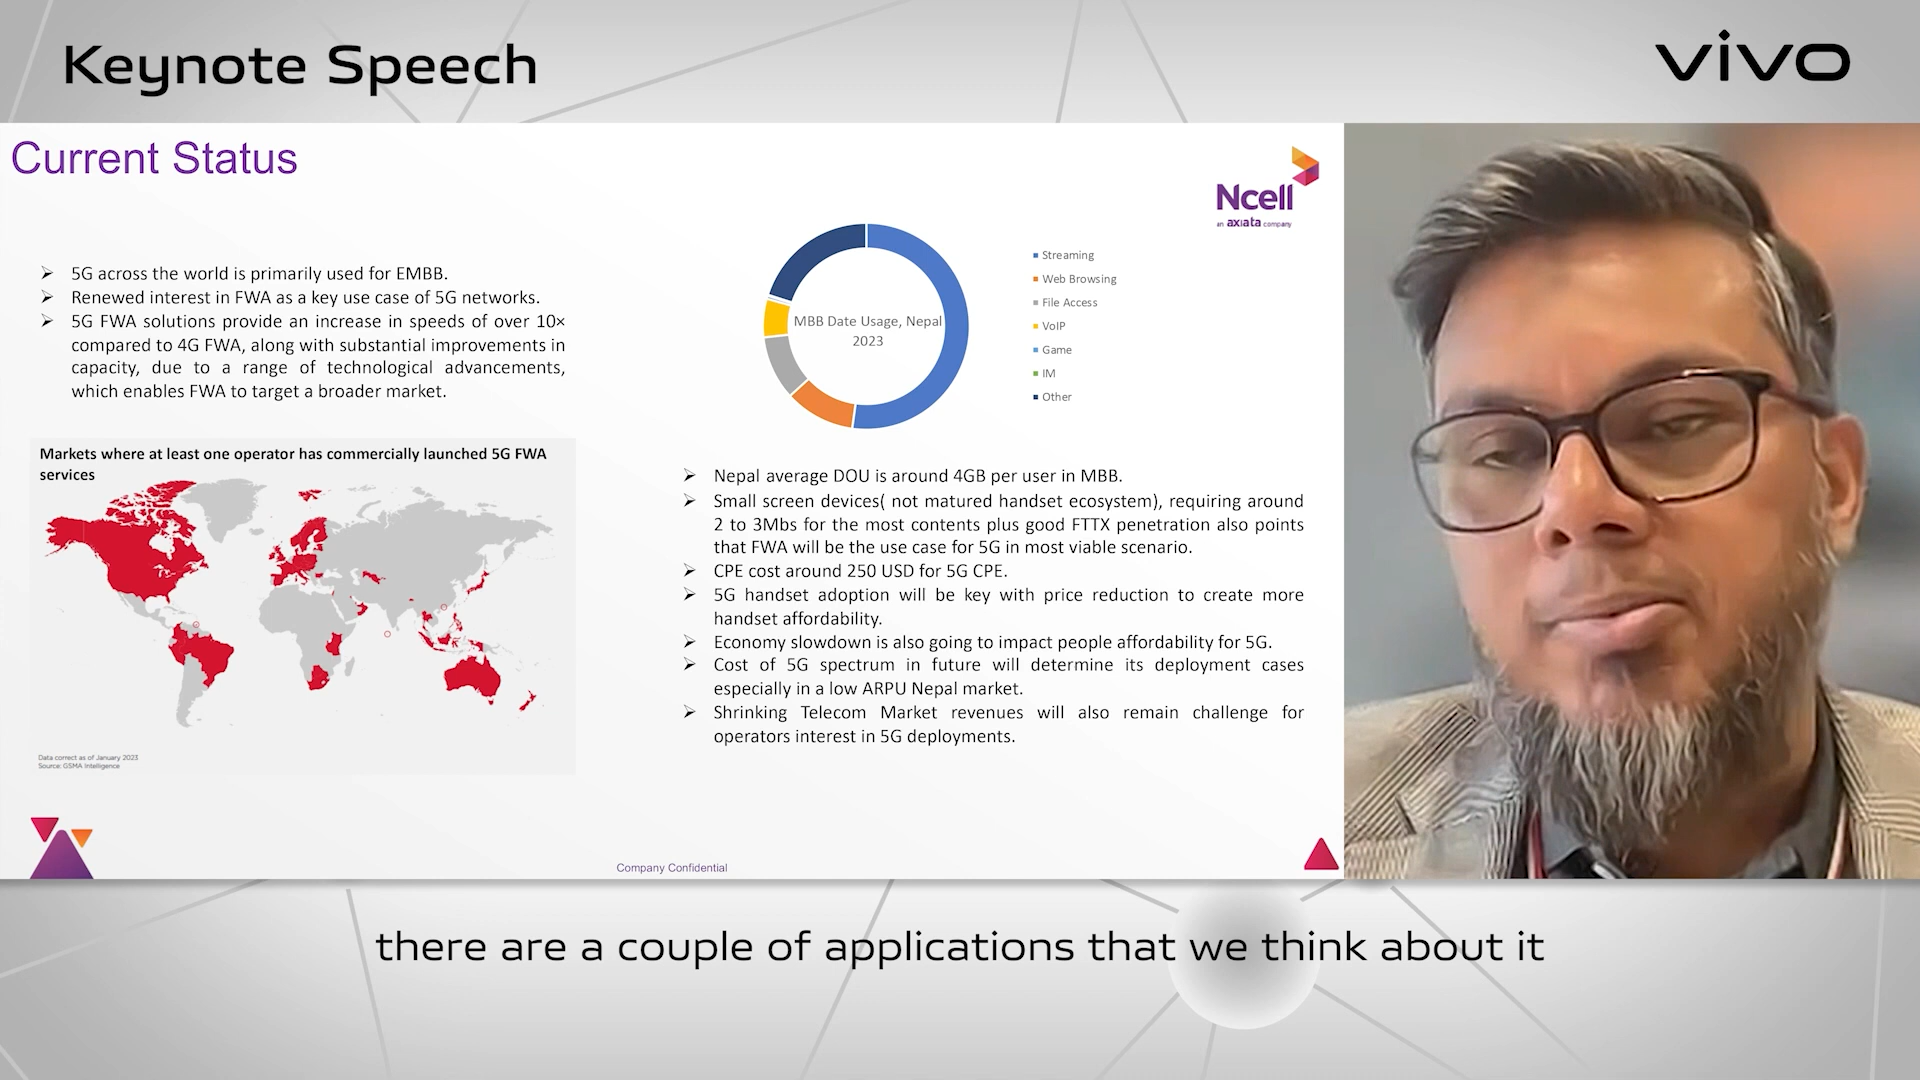 Keynote Speech
vivo
Current Status
Ncell
an axiata company
➢ 5G across the world is primarily used for EMBB.
➢ Renewed interest in FWA as a key use case of 5G networks.
➢ 5G FWA solutions provide an increase in speeds of over 10×
compared to 4G FWA, along with substantial improvements in
capacity, due to a range of technological advancements,
which enables FWA to target a broader market.
Markets where at least one operator has commercially launched 5G FWA
services
Data correct as of January 2023
Source: GSMA Intelligence
MBB Date Usage, Nepal
2023
Streaming
Web Browsing
File Access
VoIP
Game
IM
Other
➢ Nepal average DOU is around 4GB per user in MBB.
➢ Small screen devices( not matured handset ecosystem), requiring around
2 to 3Mbs for the most contents plus good FTTX penetration also points
that FWA will be the use case for 5G in most viable scenario.
➢ CPE cost around 250 USD for 5G CPE.
➢ 5G handset adoption will be key with price reduction to create more
handset affordability.
➢ Economy slowdown is also going to impact people affordability for 5G.
➢ Cost of 5G spectrum in future will determine its deployment cases
especially in a low ARPU Nepal market.
➢ Shrinking Telecom Market revenues will also remain challenge for
operators interest in 5G deployments.
Company Confidential
there are a couple of applications that we think about it